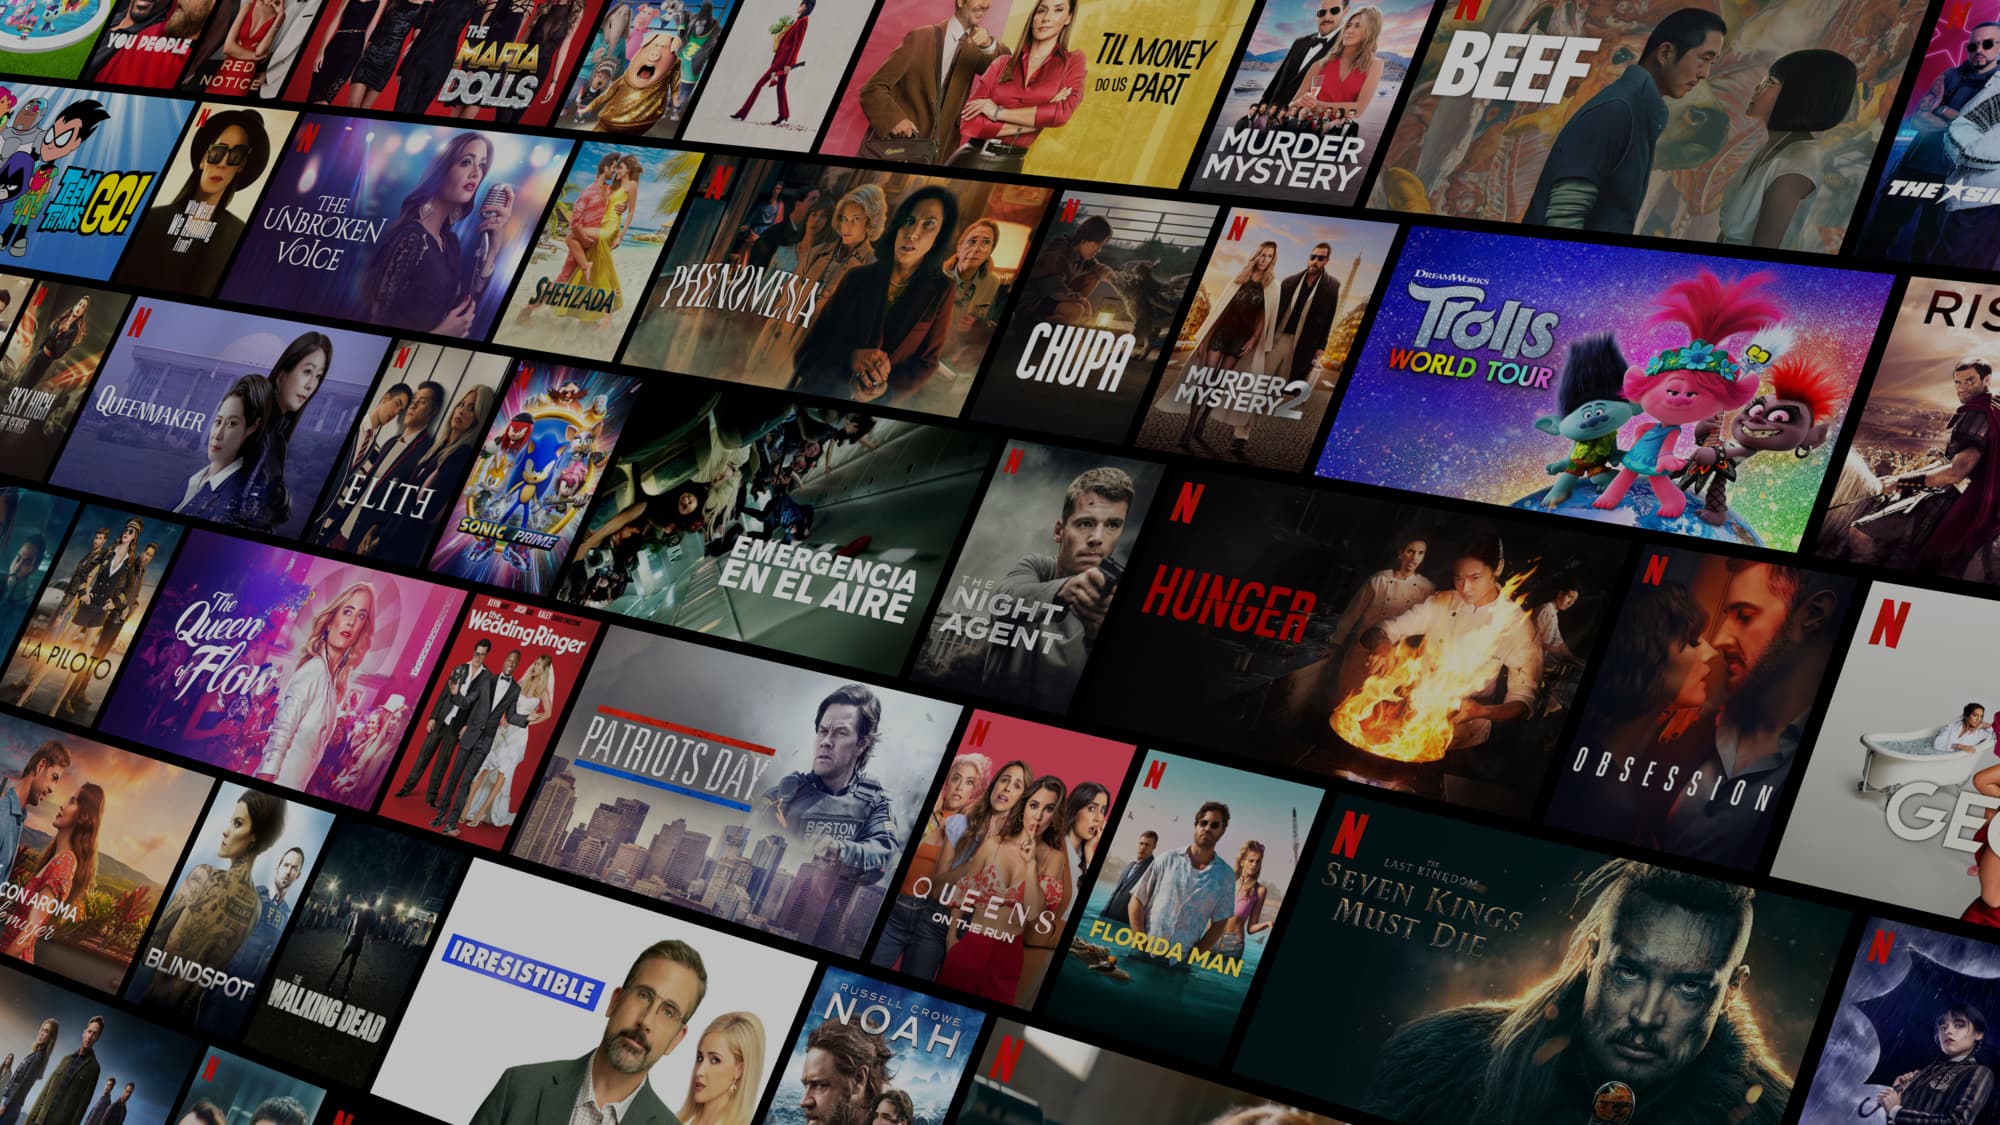 YOU PEOPLE
RED
NOTICE
THE
MAFIA
DOLLS
TIL MONEY
DO US PART
MURDER
MYSTERY
N
BEEF
THE
TEEN
TITANS GO!
N
N
THE
UNBROKEN
VOICE
SHEHZADA
N
PHENOMENA
N
CHUPA
N
MURDER
MYSTERY 2
DREAMWORKS
Trolls
WORLD TOUR
RIS
N
SKY HIGH
THE SERIES
N
QUEENMAKER
N
ELITE
N
SONIC PRIME
EMERGENCIA
EN EL AIRE
N
THE
NIGHT
AGENT
N
HUNGER
N
OBSESSION
N
GEO
LA PILOTO
The
Queen
of Flow
the
Wedding Ringer
PATRIOTS DAY
BOSTON
N
QUEENS
ON THE RUN
N
FLORIDA MAN
N
THE
LAST KINGDOM
SEVEN KINGS
MUST DIE
N
CON AROMA
BLINDSPOT
THE
WALKING DEAD
IRRESISTIBLE
RUSSELL CROWE
NOAH
N
N
N